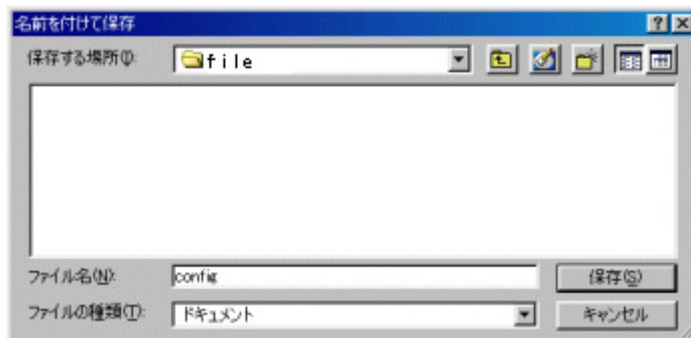 名前を付けて保存
保存する場所(I): file
ファイル名(N): config 保存(S)
ファイルの種類(T): ドキュメント キャンセル